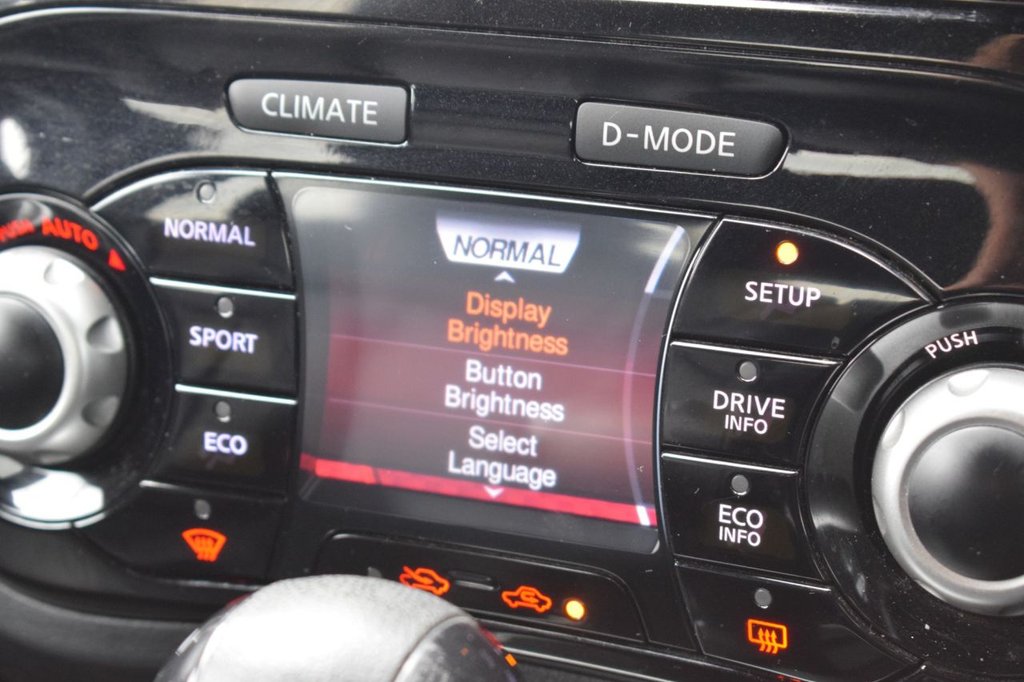 CLIMATE
D-MODE
AUTO
NORMAL
SPORT
ECO
NORMAL
Display
Brightness
Button
Brightness
Select
Language
SETUP
DRIVE
INFO
ECO
INFO
PUSH